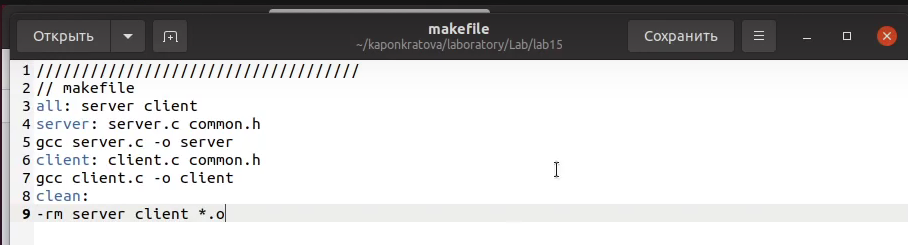 Открыть
makefile
~/kaponkratova/laboratory/Lab/lab15
Сохранить
1 ////////////////////////////////////
2 // makefile
3 all: server client
4 server: server.c common.h
5 gcc server.c -o server
6 client: client.c common.h
7 gcc client.c -o client
8 clean:
9 -rm server client *.o